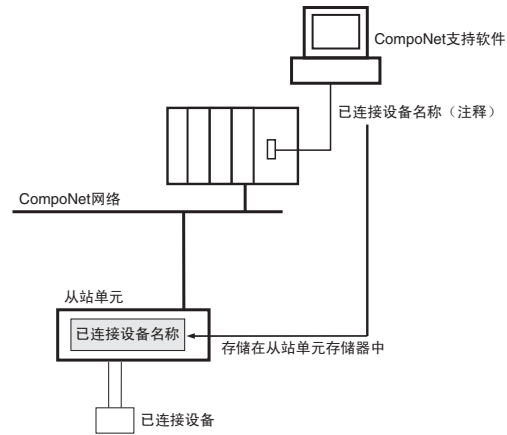 CompoNet支持软件
已连接设备名称（注释）
CompoNet网络
从站单元
已连接设备名称
存储在从站单元存储器中
已连接设备